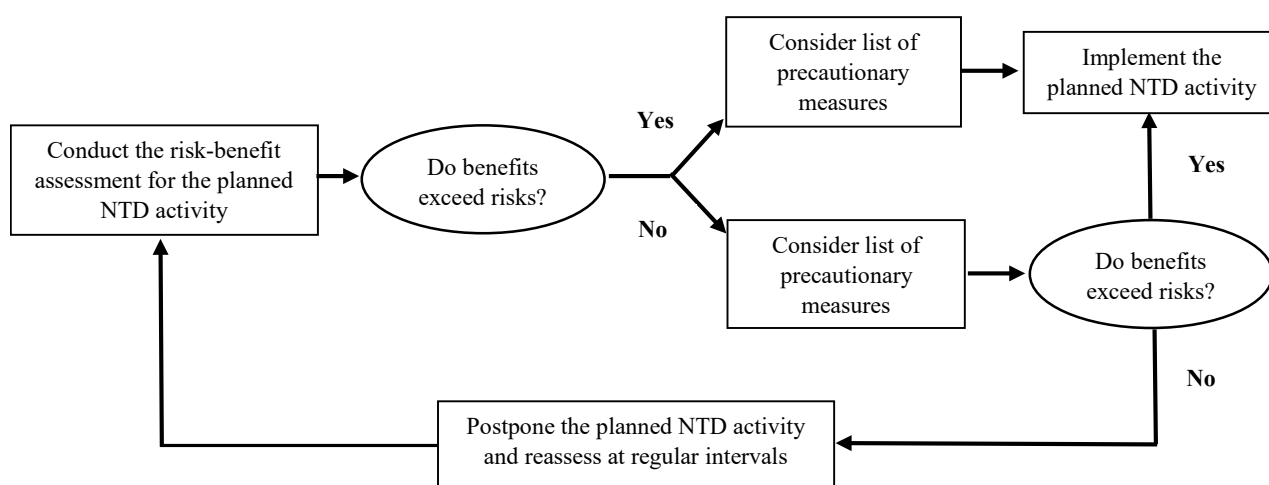 Conduct the risk-benefit
assessment for the planned
NTD activity
Do benefits
exceed risks?
Yes
Consider list of
precautionary
measures
Implement the
planned NTD activity
No
Consider list of
precautionary
measures
Do benefits
exceed risks?
Yes
No
Postpone the planned NTD activity
and reassess at regular intervals